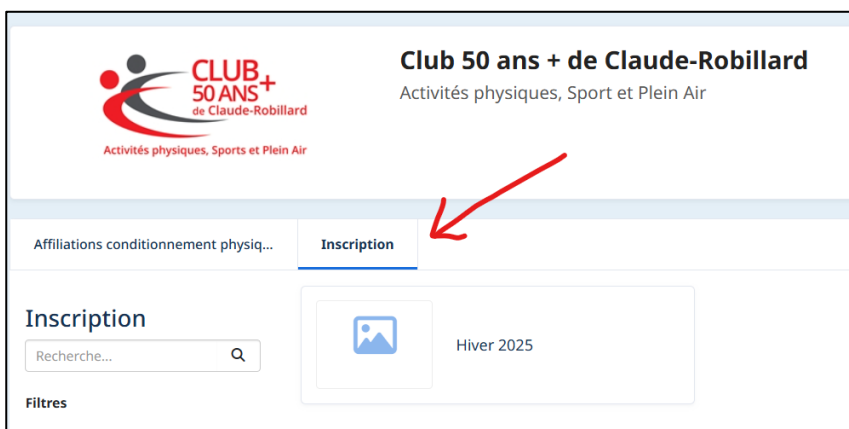 CLUB+
50 ANS
de Claude-Robillard
Activités physiques, Sports et Plein Air
Club 50 ans + de Claude-Robillard
Activités physiques, Sport et Plein Air
Affiliations conditionnement physiq...
Inscription
Inscription
Recherche...
Filtres
Hiver 2025